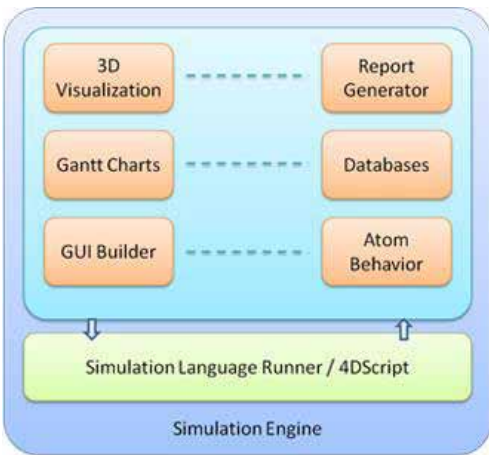 3D
Visualization
Report
Generator
Gantt Charts
Databases
GUI Builder
Atom
Behavior
Simulation Language Runner / 4DScript
Simulation Engine